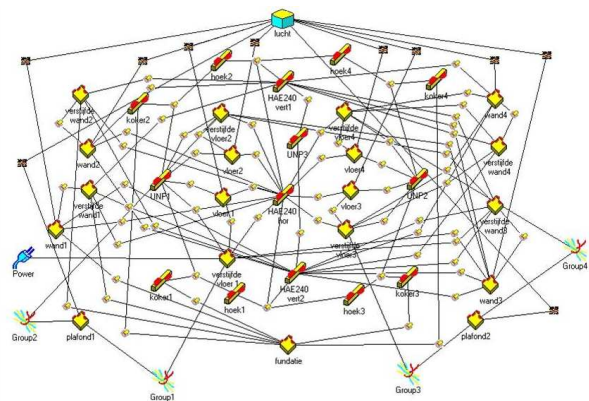 lucht
hoek2
hoek4
verstijfde
wand2
koker2
HAE240
vert1
koker4
wand4
verstijfde
vloer2
verstijfde
vloer4
wand2
vloer2
UNP3
vloer4
verstijfde
wand4
verstijfde
wand1
UNP1
vloer1
HAE240
hor
vloer3
UNP2
verstijfde
wand3
wand1
verstijfde
vloer3
Power
verstijfde
vloer 1
Group4
koker1
hoek1
HAE240
vert2
hoek3
koker3
wand3
Group2
plafond1
fundatie
plafond2
Group1
Group3